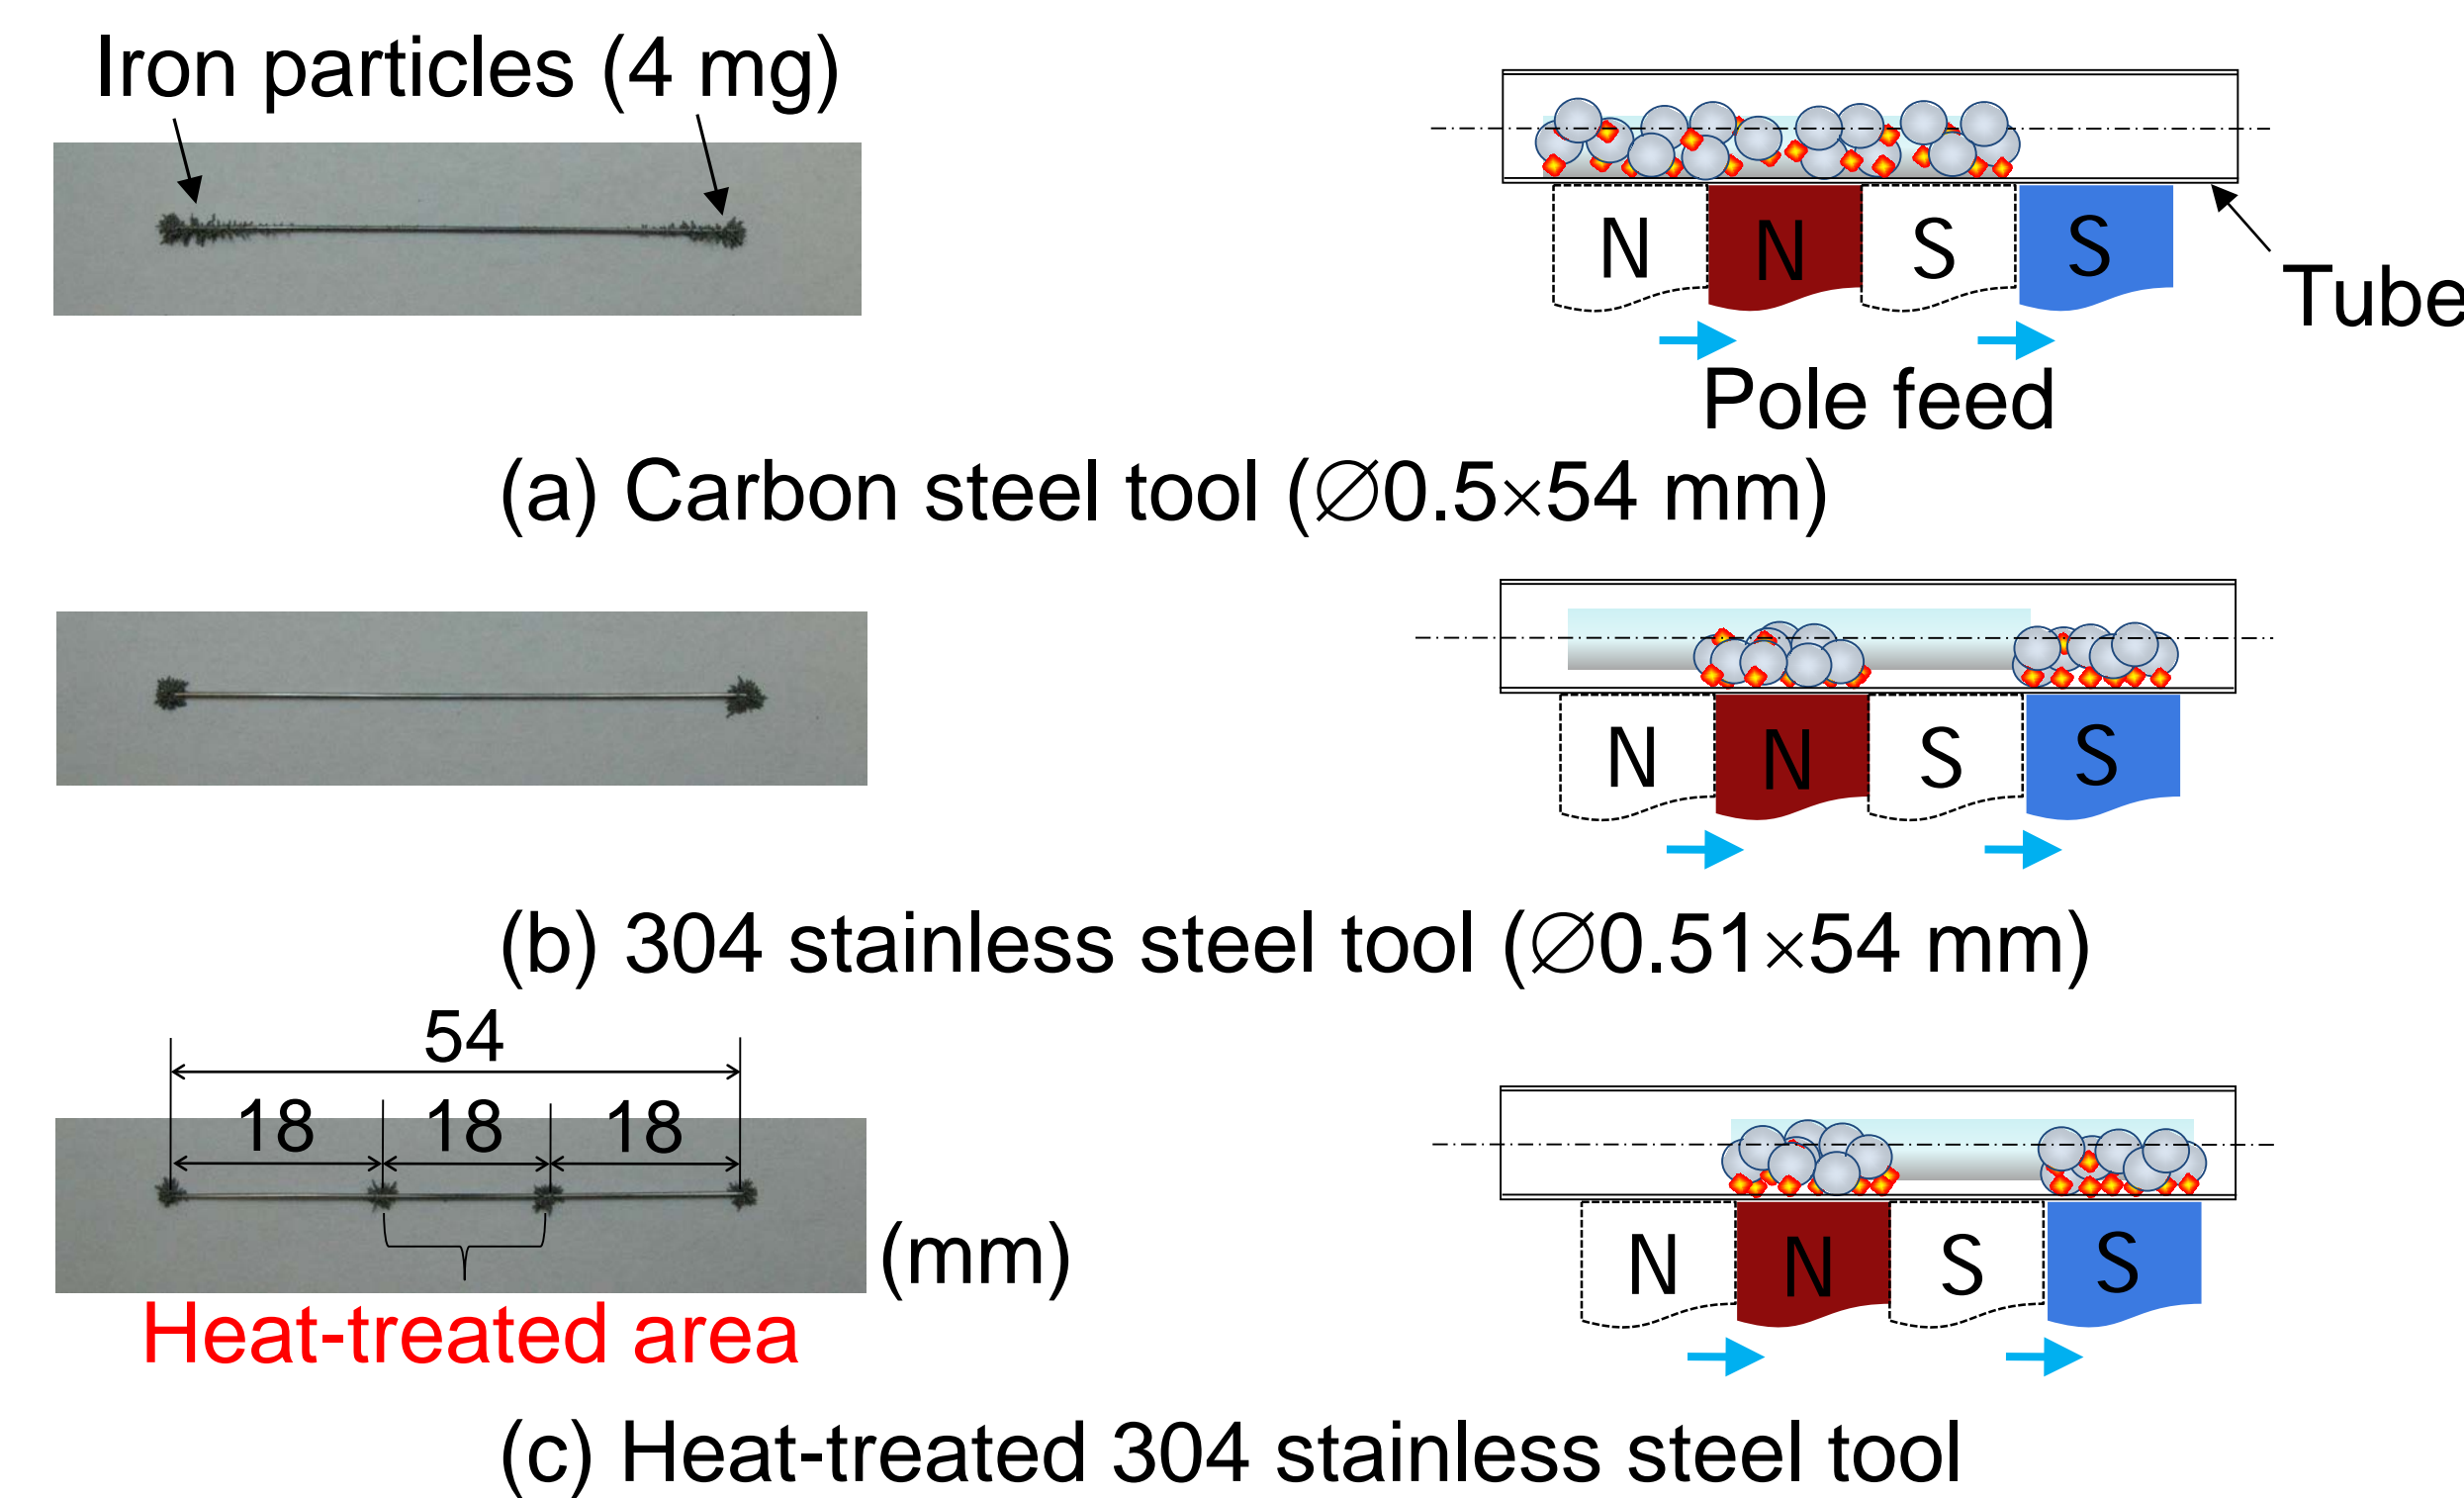 Iron particles (4 mg)
N N S S
Tube
Pole feed
(a) Carbon steel tool (∅0.5×54 mm)
N N S S
(b) 304 stainless steel tool (∅0.51×54 mm)
54
18 18 18
(mm)
Heat-treated area
N N S S
(c) Heat-treated 304 stainless steel tool